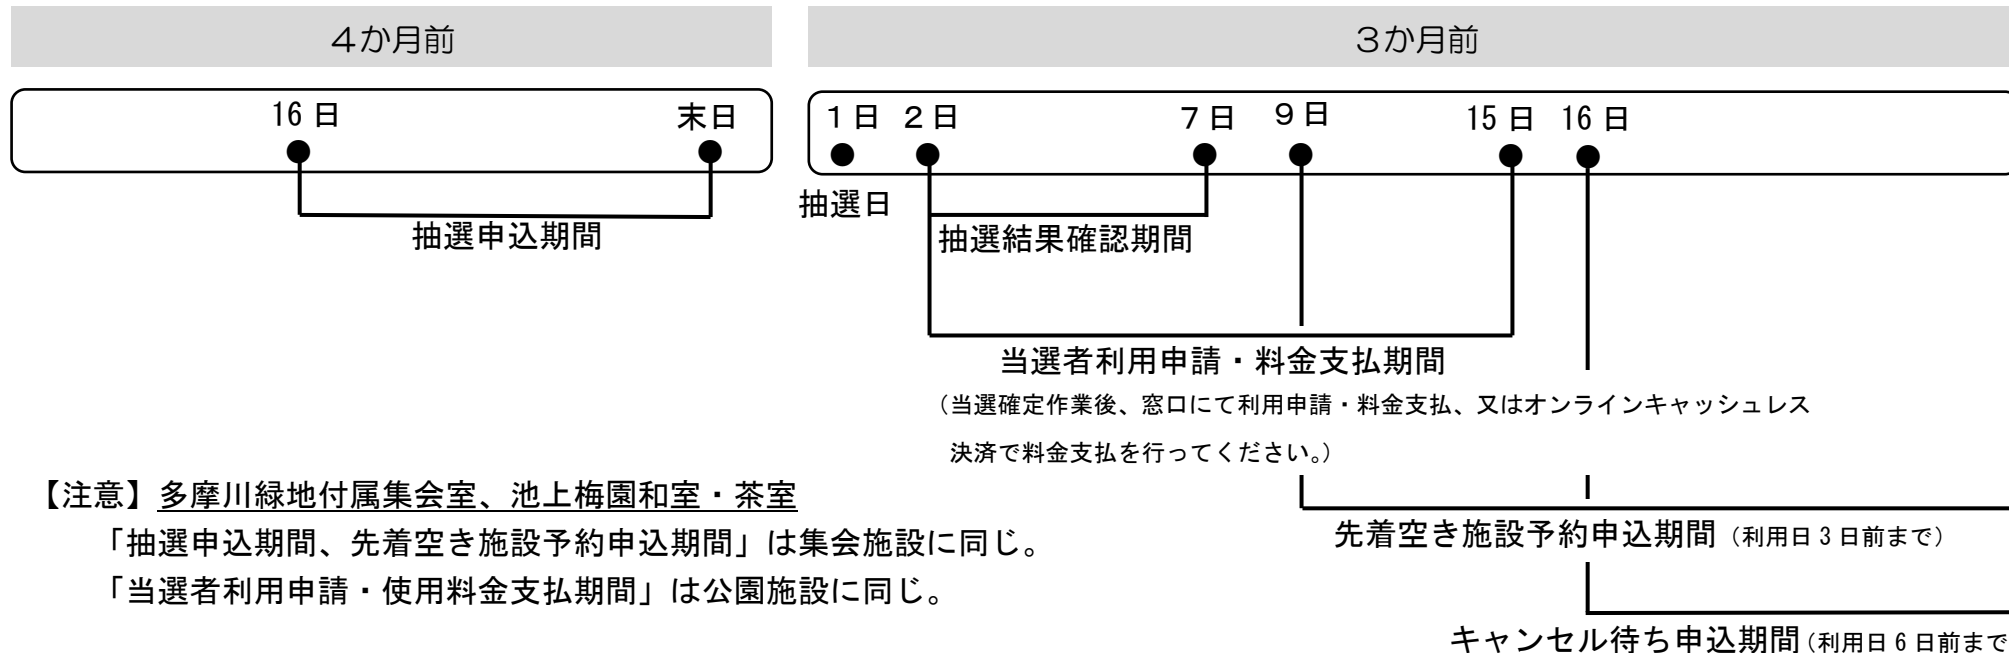 ４か月前
３か月前
16日
末日
１日
２日
７日
９日
15日
16日
抽選日
抽選申込期間
抽選結果確認期間
当選者利用申請・料金支払期間
（当選確定作業後、窓口にて利用申請・料金支払、又はオンラインキャッシュレス
決済で料金支払を行ってください。）
【注意】多摩川緑地付属集会室、池上梅園和室・茶室
「抽選申込期間、先着空き施設予約申込期間」は集会施設に同じ。
「当選者利用申請・使用料金支払期間」は公園施設に同じ。
先着空き施設予約申込期間（利用日3日前まで）
キャンセル待ち申込期間（利用日6日前まで